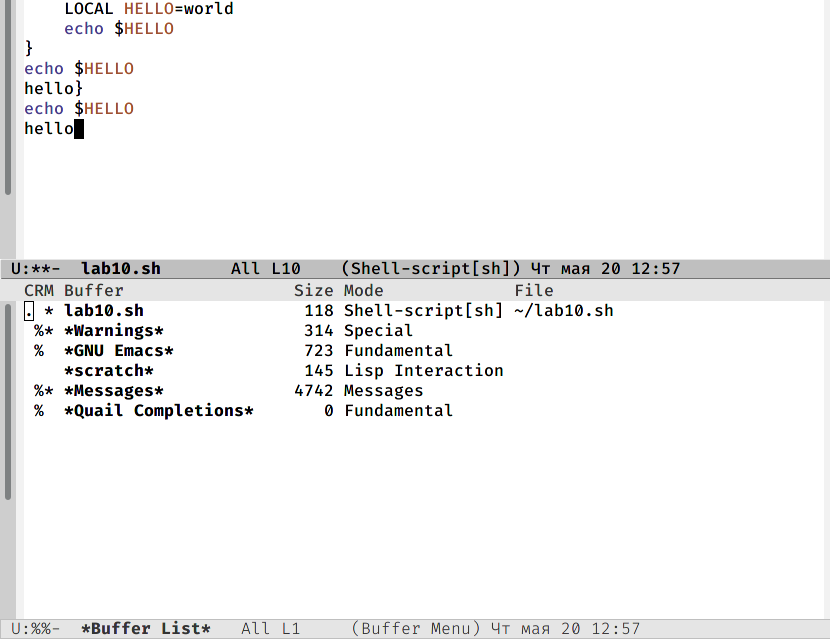 LOCAL HELLO=world
echo $HELLO
}
echo $HELLO
hello}
echo $HELLO
hello
U:**-  lab10.sh       All L10    (Shell-script[sh]) Чт мая 20 12:57
CRM Buffer                 Size Mode             File
. * lab10.sh                118 Shell-script[sh] ~/lab10.sh
%* *Warnings*              314 Special
%  *GNU Emacs*             723 Fundamental
*scratch*               145 Lisp Interaction
%* *Messages*             4742 Messages
%  *Quail Completions*       0 Fundamental
U:%%-  *Buffer List*   All L1     (Buffer Menu) Чт мая 20 12:57